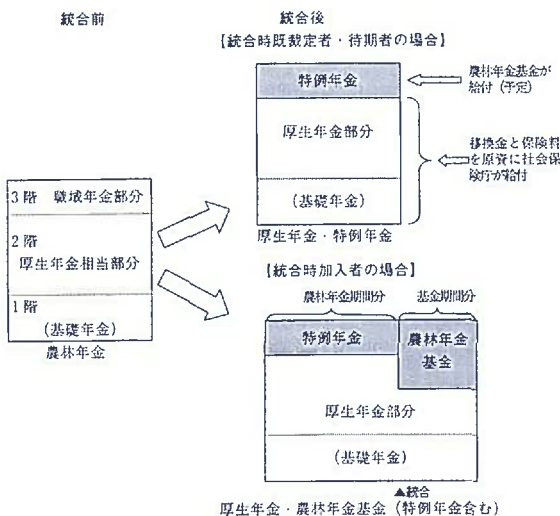 統合前
統合後
【統合時既裁定者・待期者の場合】
特例年金
農林年金基金が
給付（予定）
厚生年金部分
移換金と保険料
を原資に社会保
険庁が給付
（基礎年金）
厚生年金・特例年金
3階　職域年金部分
2階
厚生年金相当部分
1階
（基礎年金）
農林年金
【統合時加入者の場合】
農林年金期間分
基金期間分
特例年金
農林年金
基金
厚生年金部分
（基礎年金）
▲統合
厚生年金・農林年金基金（特例年金含む）